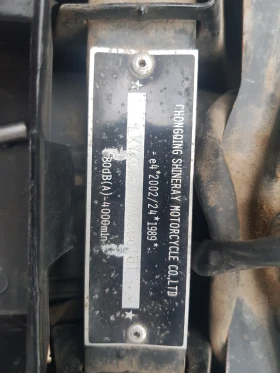 CHONGQING SHINERAY MOTORCYCLE CO.,LTD
e4*2002/24*1989*
80dB(A)-4000min